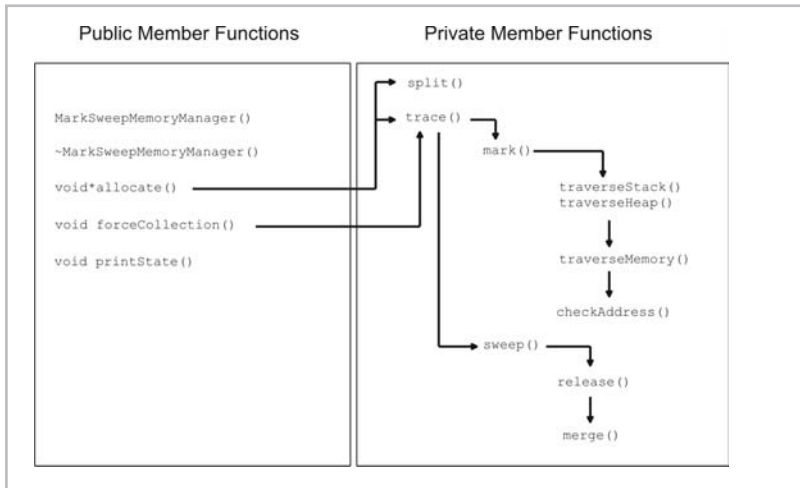 Public Member Functions
Private Member Functions
MarkSweepMemoryManager()
~MarkSweepMemoryManager()
void*allocate()
void forceCollection()
void printState()
split()
trace()
mark()
traverseStack()
traverseHeap()
traverseMemory()
checkAddress()
sweep()
release()
merge()